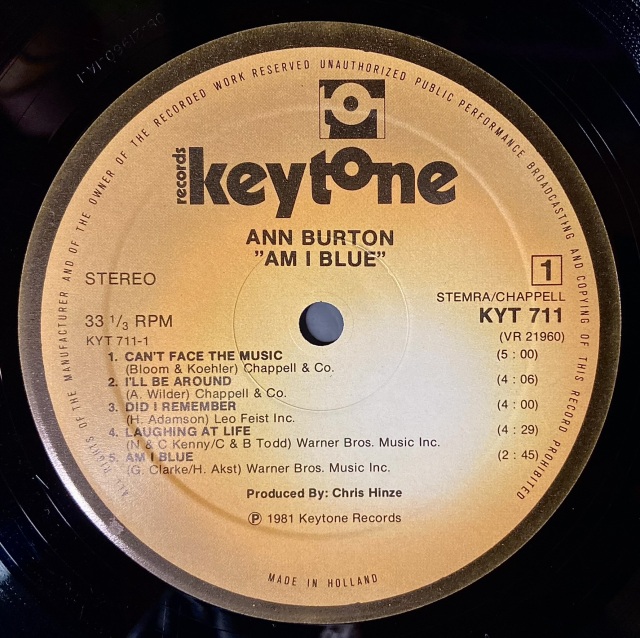 ALL RIGHTS OF THE MANUFACTURER AND OF THE OWNER OF THE RECORDED WORK RESERVED UNAUTHORIZED PUBLIC PERFORMANCE BROADCASTING AND COPYING OF THIS RECORD PROHIBITED
records keytone
ANN BURTON
"AM I BLUE"
STEREO
1
STEMRA/CHAPPELL
33 1/3 RPM
KYT 711
KYT 711-1
(VR 21960)
1. CAN'T FACE THE MUSIC (5 : 00)
(Bloom & Koehler) Chappell & Co.
2. I'LL BE AROUND (4 : 06)
(A. Wilder) Chappell & Co.
3. DID I REMEMBER (4 : 00)
(H. Adamson) Leo Feist Inc.
4. LAUGHING AT LIFE (4 : 29)
(N & C Kenny/C & B Todd) Warner Bros. Music Inc.
5. AM I BLUE (2 : 45)
(G. Clarke/H. Akst) Warner Bros. Music Inc.
Produced By: Chris Hinze
℗ 1981 Keytone Records
MADE IN HOLLAND